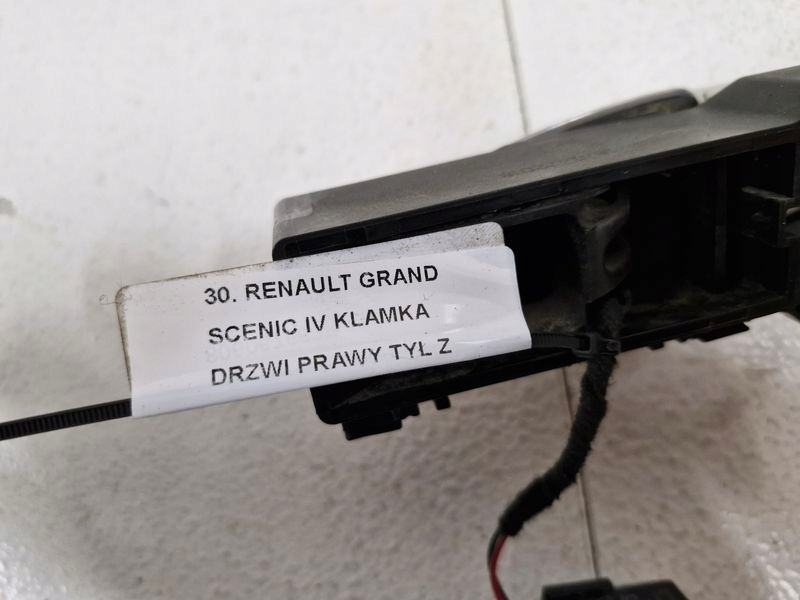 30. RENAULT GRAND
SCENIC IV KLAMKA
DRZWI PRAWY TYŁ Z